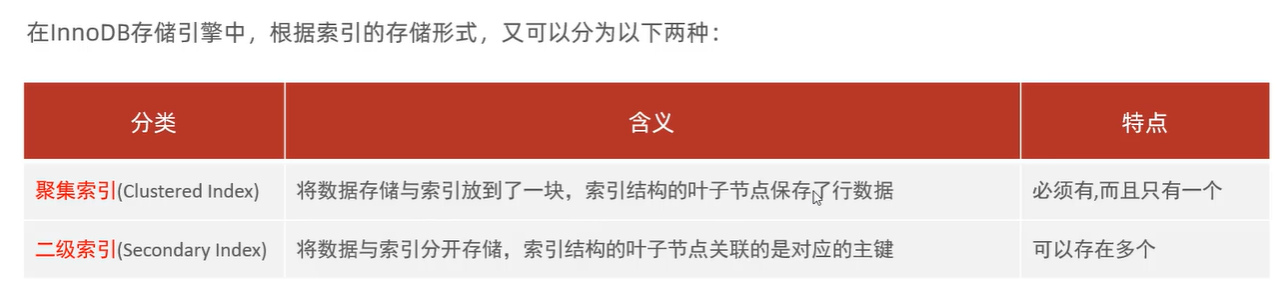 在InnoDB存储引擎中，根据索引的存储形式，又可以分为以下两种：
分类 含义 特点
聚集索引(Clustered Index) 将数据存储与索引放到了一块，索引结构的叶子节点保存了行数据 必须有,而且只有一个
二级索引(Secondary Index) 将数据与索引分开存储，索引结构的叶子节点关联的是对应的主键 可以存在多个